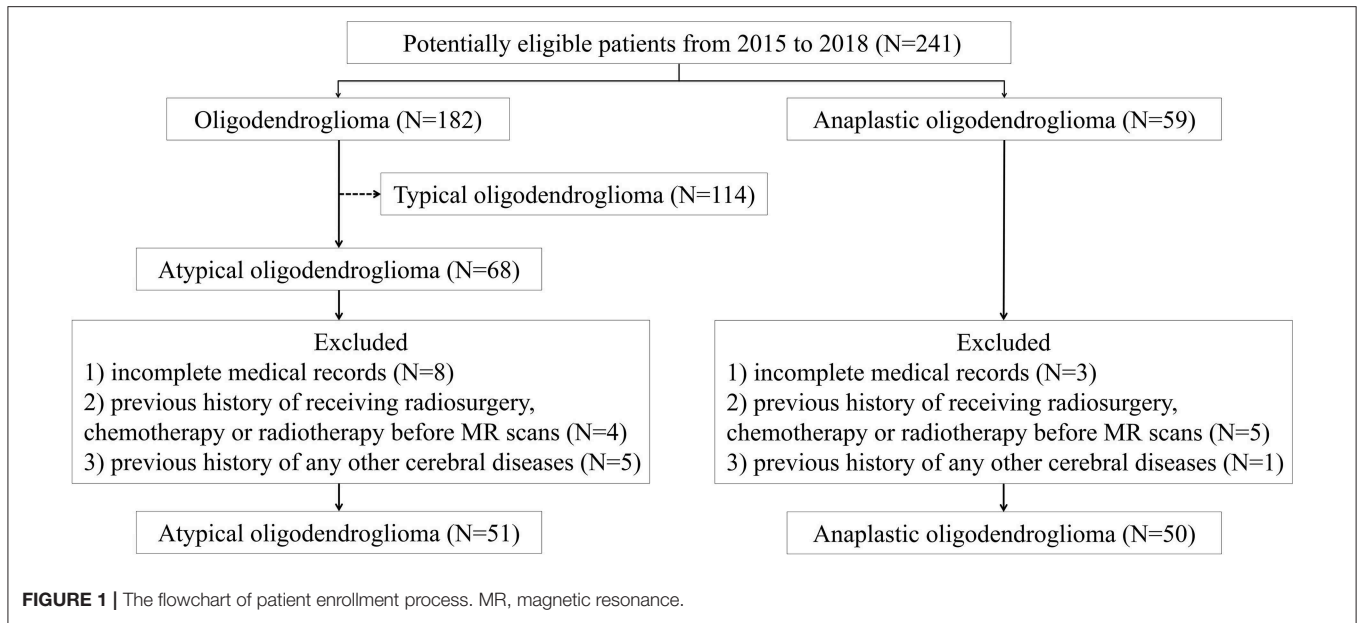 Potentially eligible patients from 2015 to 2018 (N=241)
Oligodendroglioma (N=182)
Anaplastic oligodendroglioma (N=59)
Typical oligodendroglioma (N=114)
Atypical oligodendroglioma (N=68)
Excluded
1) incomplete medical records (N=8)
2) previous history of receiving radiosurgery,
chemotherapy or radiotherapy before MR scans (N=4)
3) previous history of any other cerebral diseases (N=5)
Excluded
1) incomplete medical records (N=3)
2) previous history of receiving radiosurgery,
chemotherapy or radiotherapy before MR scans (N=5)
3) previous history of any other cerebral diseases (N=1)
Atypical oligodendroglioma (N=51)
Anaplastic oligodendroglioma (N=50)
FIGURE 1 | The flowchart of patient enrollment process. MR, magnetic resonance.